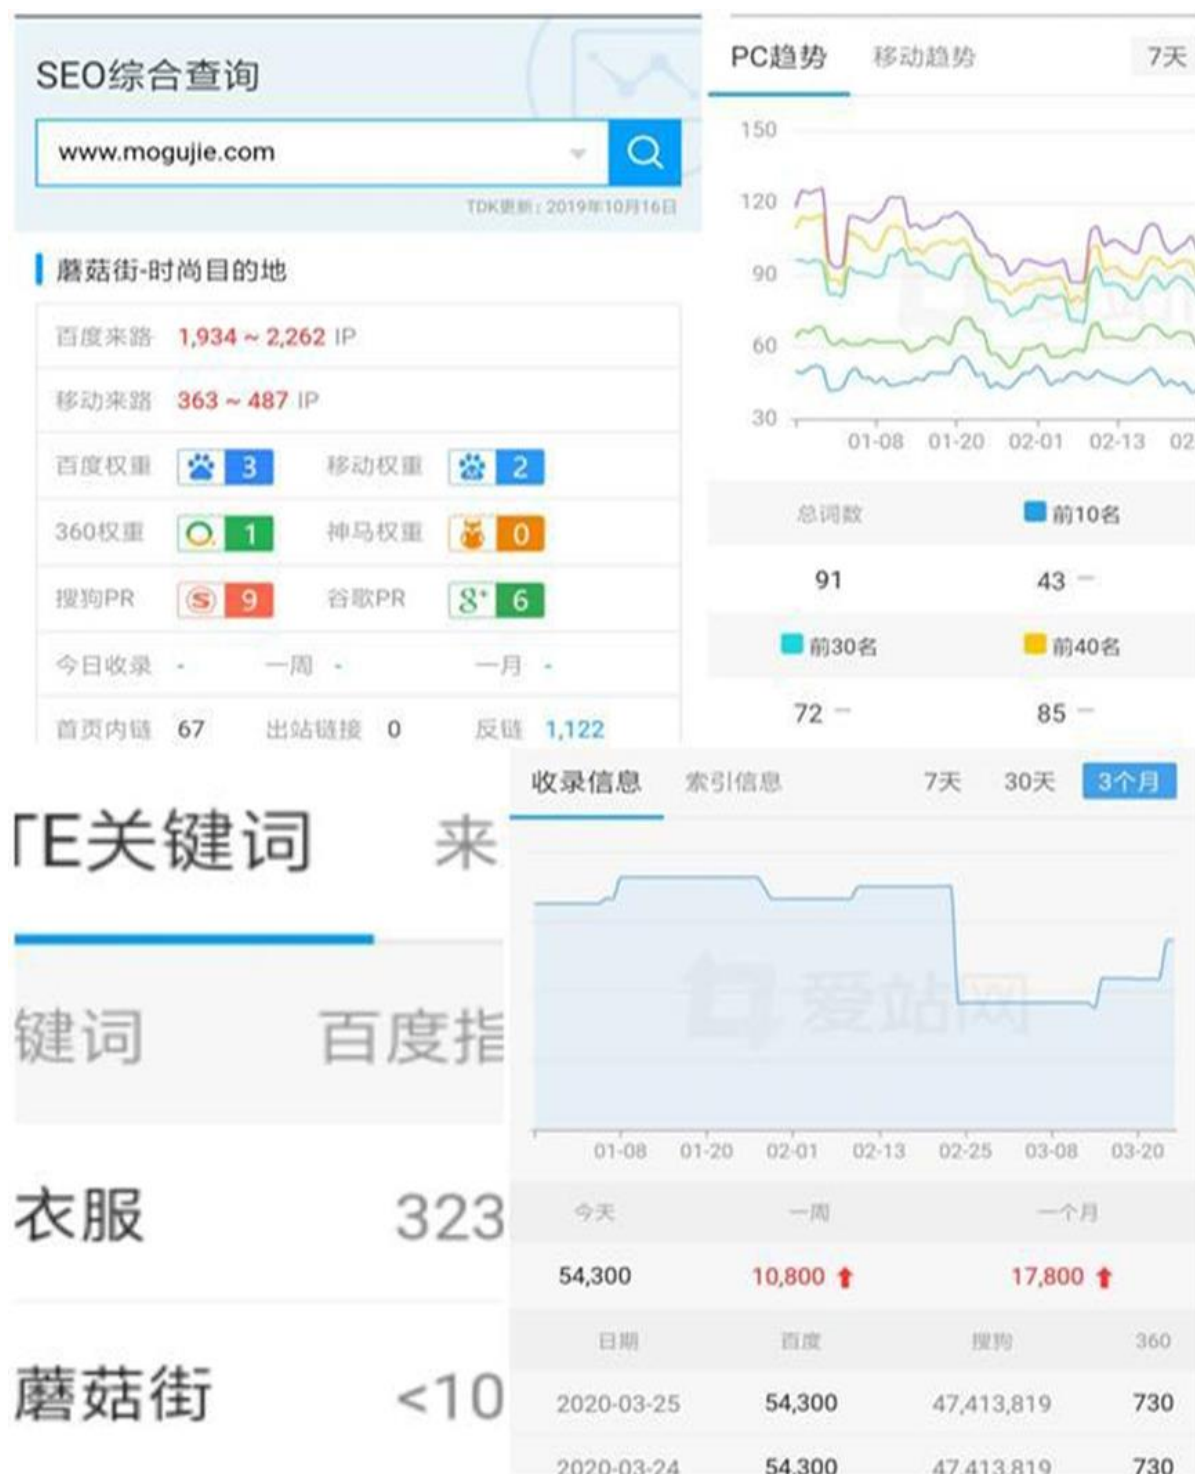 SEO综合查询
www.mogujie.com
TDK更新：2019年10月16日
蘑菇街-时尚目的地
百度来路 1,934 ~ 2,262 IP
移动来路 363 ~ 487 IP
百度权重 3 移动权重 2
360权重 1 神马权重 0
搜狗PR 9 谷歌PR 6
今日收录 - 一周 - 一月 -
首页内链 67 出站链接 0 反链 1,122
PC趋势 移动趋势 7天
150
120
90
60
30
01-08 01-20 02-01 02-13 02
总词数 前10名
91 43 —
前30名 前40名
72 — 85 —
TE关键词 来
键词 百度指
衣服 323
蘑菇街 <10
收录信息 索引信息 7天 30天 3个月
爱站网
01-08 01-20 02-01 02-13 02-25 03-08 03-20
今天 一周 一个月
54,300 10,800 17,800
日期 百度 搜狗 360
2020-03-25 54,300 47,413,819 730
2020-03-24 54,300 47,413,819 730